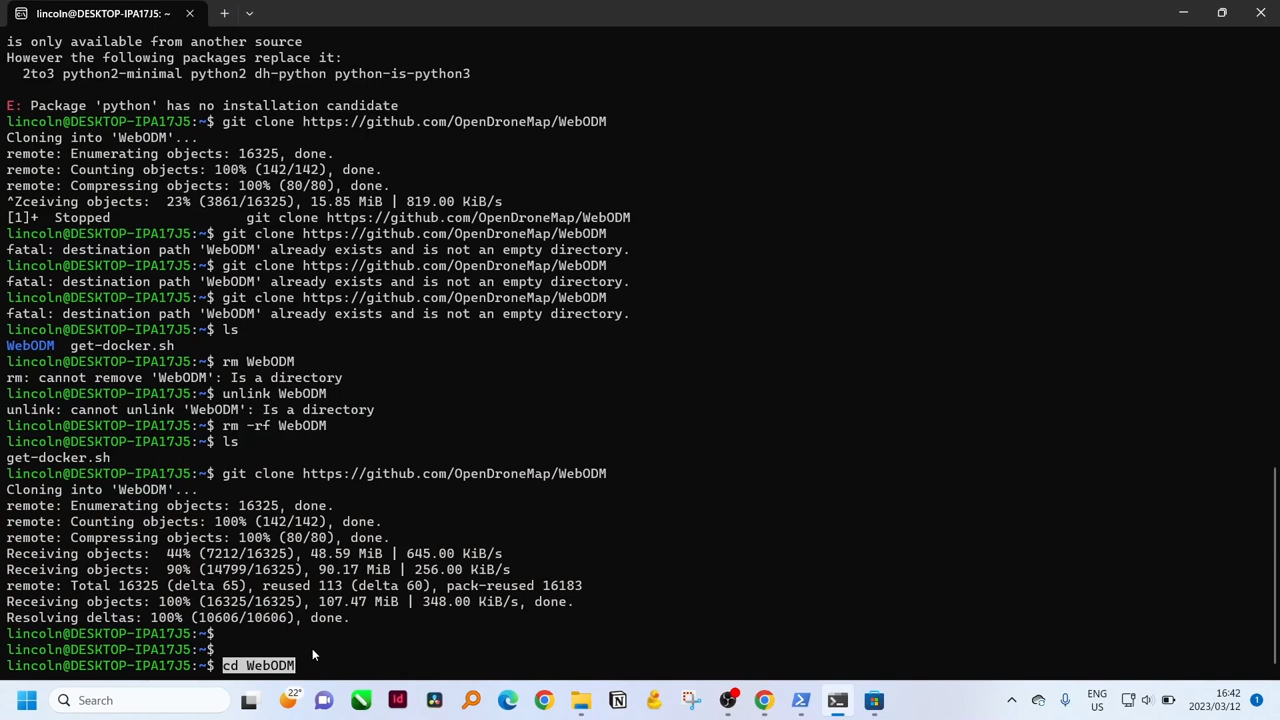 lincoln@DESKTOP-IPA17J5: ~
is only available from another source
However the following packages replace it:
  2to3 python2-minimal python2 dh-python python-is-python3
E: Package 'python' has no installation candidate
lincoln@DESKTOP-IPA17J5:~$ git clone https://github.com/OpenDroneMap/WebODM
Cloning into 'WebODM'...
remote: Enumerating objects: 16325, done.
remote: Counting objects: 100% (142/142), done.
remote: Compressing objects: 100% (80/80), done.
^Zceiving objects:  23% (3861/16325), 15.85 MiB | 819.00 KiB/s
[1]+  Stopped                 git clone https://github.com/OpenDroneMap/WebODM
lincoln@DESKTOP-IPA17J5:~$ git clone https://github.com/OpenDroneMap/WebODM
fatal: destination path 'WebODM' already exists and is not an empty directory.
lincoln@DESKTOP-IPA17J5:~$ git clone https://github.com/OpenDroneMap/WebODM
fatal: destination path 'WebODM' already exists and is not an empty directory.
lincoln@DESKTOP-IPA17J5:~$ git clone https://github.com/OpenDroneMap/WebODM
fatal: destination path 'WebODM' already exists and is not an empty directory.
lincoln@DESKTOP-IPA17J5:~$ ls
WebODM  get-docker.sh
lincoln@DESKTOP-IPA17J5:~$ rm WebODM
rm: cannot remove 'WebODM': Is a directory
lincoln@DESKTOP-IPA17J5:~$ unlink WebODM
unlink: cannot unlink 'WebODM': Is a directory
lincoln@DESKTOP-IPA17J5:~$ rm -rf WebODM
lincoln@DESKTOP-IPA17J5:~$ ls
get-docker.sh
lincoln@DESKTOP-IPA17J5:~$ git clone https://github.com/OpenDroneMap/WebODM
Cloning into 'WebODM'...
remote: Enumerating objects: 16325, done.
remote: Counting objects: 100% (142/142), done.
remote: Compressing objects: 100% (80/80), done.
Receiving objects:  44% (7212/16325), 48.59 MiB | 645.00 KiB/s
Receiving objects:  90% (14799/16325), 90.17 MiB | 256.00 KiB/s
remote: Total 16325 (delta 65), reused 113 (delta 60), pack-reused 16183
Receiving objects: 100% (16325/16325), 107.47 MiB | 348.00 KiB/s, done.
Resolving deltas: 100% (10606/10606), done.
lincoln@DESKTOP-IPA17J5:~$
lincoln@DESKTOP-IPA17J5:~$
lincoln@DESKTOP-IPA17J5:~$ cd WebODM
Search
22°
Id
N
ENG
US
16:42
2023/03/12
1